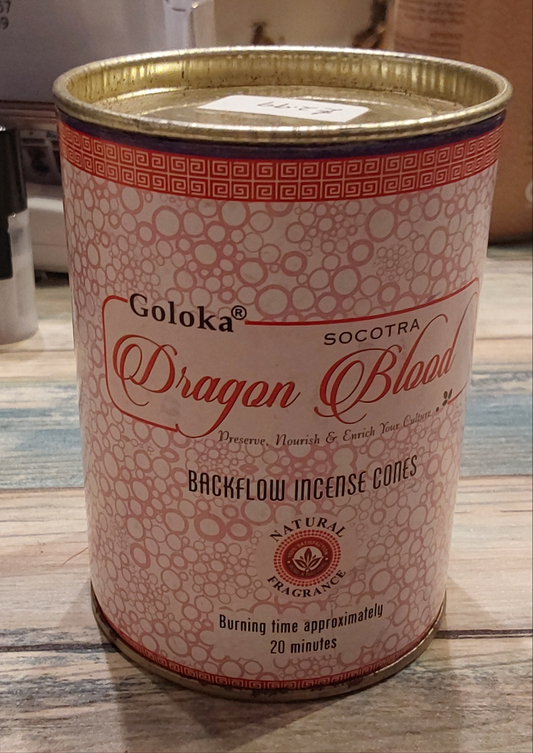 Goloka®
SOCOTRA
Dragon Blood
Preserve, Nourish & Enrich Your Culture
BACKFLOW INCENSE CONES
NATURAL
FRAGRANCE
Burning time approximately
20 minutes